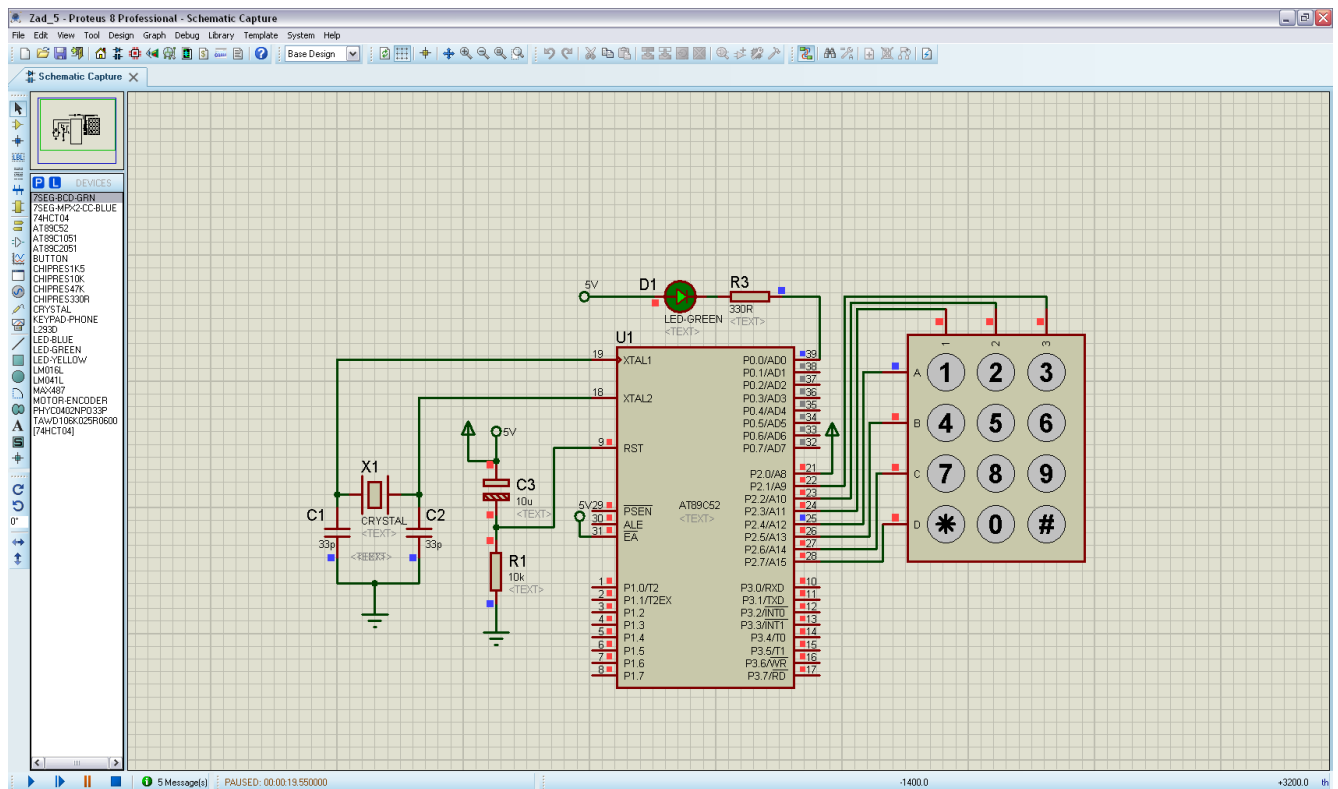 Zad_5 - Proteus 8 Professional - Schematic Capture
File Edit View Tool Design Graph Debug Library Template System Help
Base Design
Schematic Capture
P L DEVICES
7SEG-BCD-GRN
7SEG-MPX2-CC-BLUE
74HCT04
AT89C52
AT89C1051
AT89C2051
BUTTON
CHIPRES1K5
CHIPRES10K
CHIPRES47K
CHIPRES330R
CRYSTAL
KEYPAD-PHONE
L293D
LED-BLUE
LED-GREEN
LED-YELLOW
LM016L
LM041L
MAX487
MOTOR-ENCODER
PHYC0402NPO33P
TAWD106K025R0600
[74HCT04]
0°
5V
D1
LED-GREEN
<TEXT>
R3
330R
<TEXT>
U1
AT89C52
<TEXT>
19 XTAL1
18 XTAL2
9 RST
29 PSEN
30 ALE
31 EA
1 P1.0/T2
2 P1.1/T2EX
3 P1.2
4 P1.3
5 P1.4
6 P1.5
7 P1.6
8 P1.7
P0.0/AD0 39
P0.1/AD1 38
P0.2/AD2 37
P0.3/AD3 36
P0.4/AD4 35
P0.5/AD5 34
P0.6/AD6 33
P0.7/AD7 32
P2.0/A8 21
P2.1/A9 22
P2.2/A10 23
P2.3/A11 24
P2.4/A12 25
P2.5/A13 26
P2.6/A14 27
P2.7/A15 28
P3.0/RXD 10
P3.1/TXD 11
P3.2/INT0 12
P3.3/INT1 13
P3.4/T0 14
P3.5/T1 15
P3.6/WR 16
P3.7/RD 17
5V
C3
10u
<TEXT>
5V
R1
10k
<TEXT>
X1
CRYSTAL
<TEXT>
C1
33p
C2
33p
1 2 3
A 1 2 3
B 4 5 6
C 7 8 9
D * 0 #
5 Message(s) PAUSED: 00:00:19.550000 -1400.0 +3200.0 th